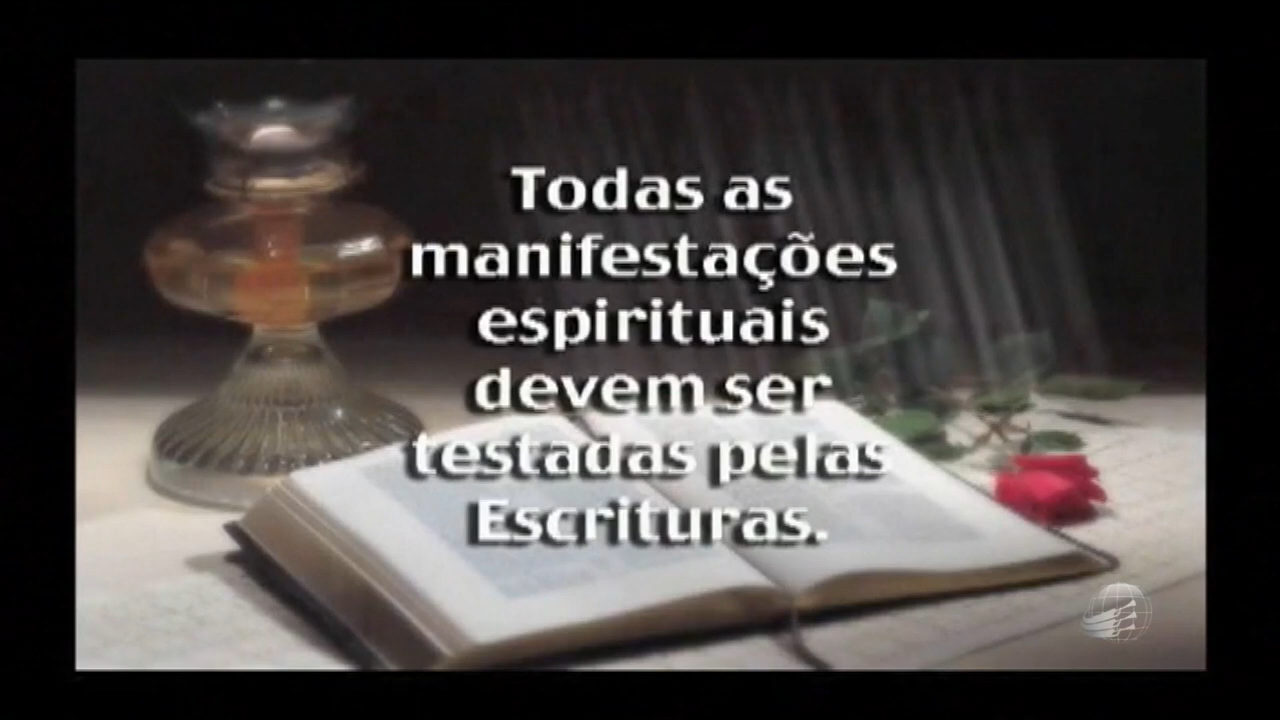 Todas as
manifestações
espirituais
devem ser
testadas pelas
Escrituras.